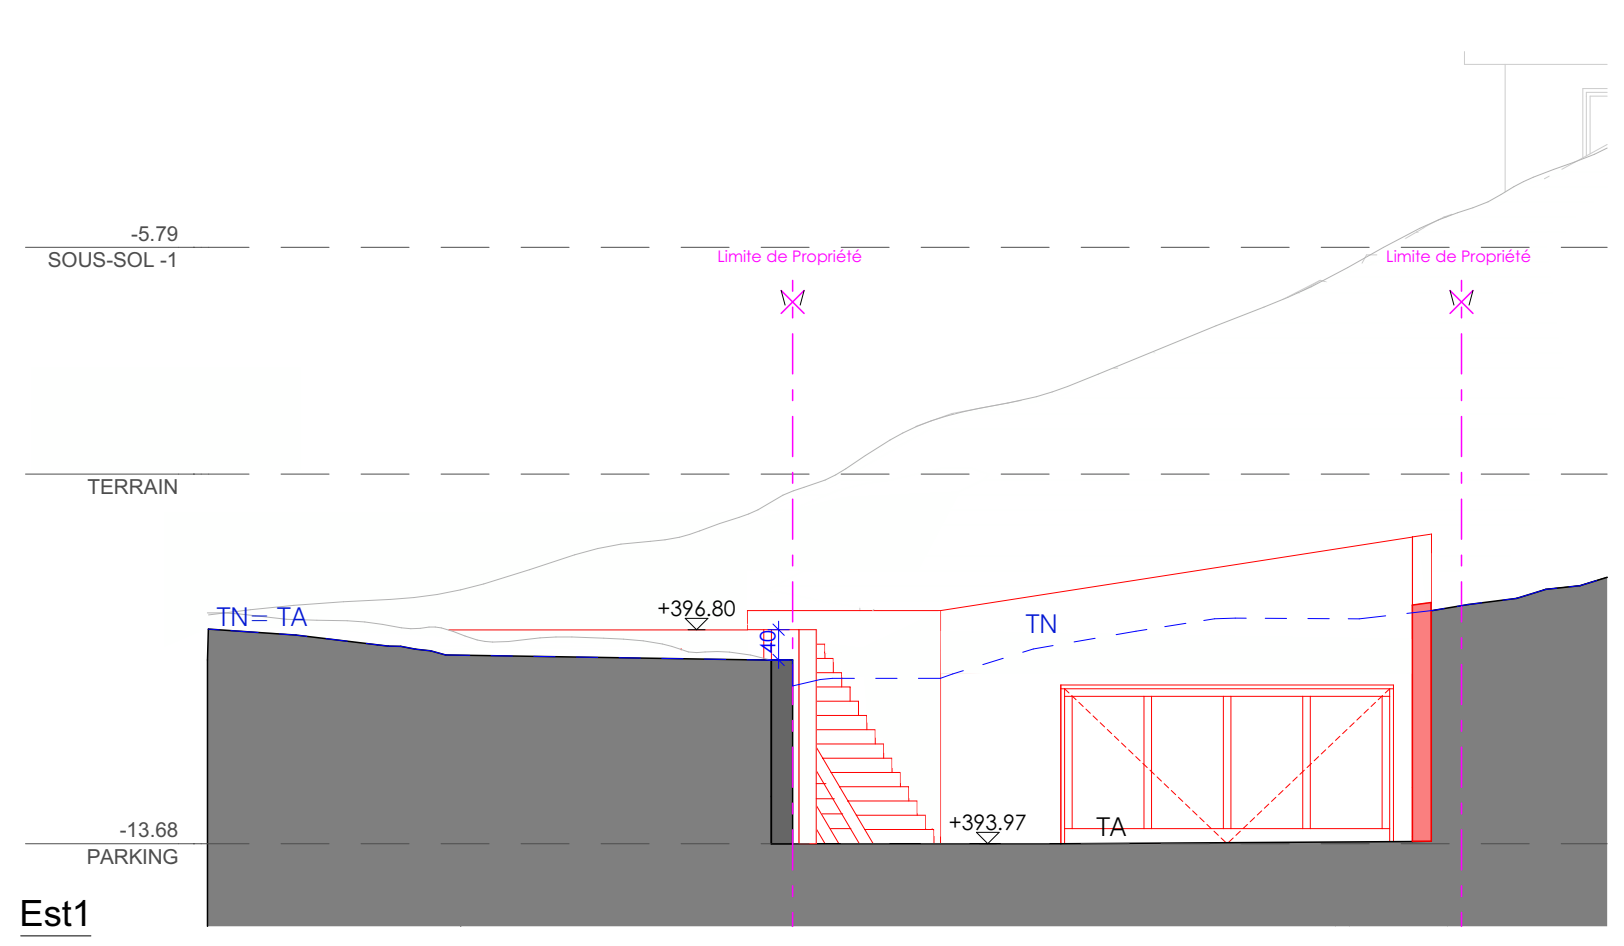 -5.79
SOUS-SOL -1
Limite de Propriété
Limite de Propriété
TERRAIN
TN= TA
+396.80
40
TN
+393.97
TA
-13.68
PARKING
Est1